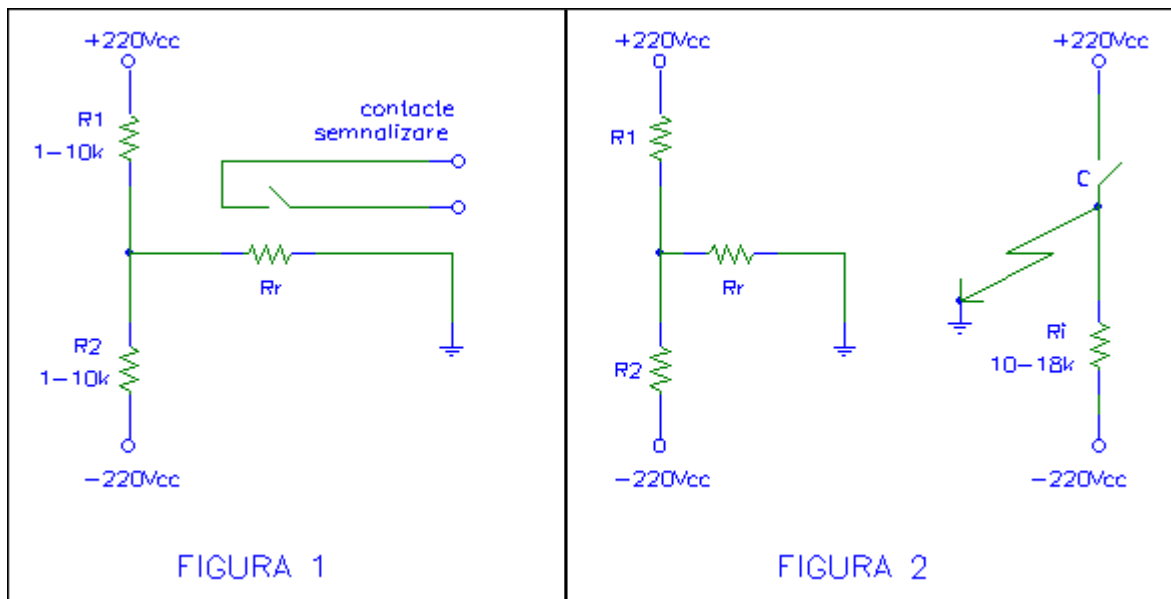 +220Vcc
R1
1-10k
contacte
semnalizare
Rr
R2
1-10k
-220Vcc
FIGURA 1
+220Vcc
+220Vcc
R1
C
Rr
R2
Ri
10-18k
-220Vcc
-220Vcc
FIGURA 2